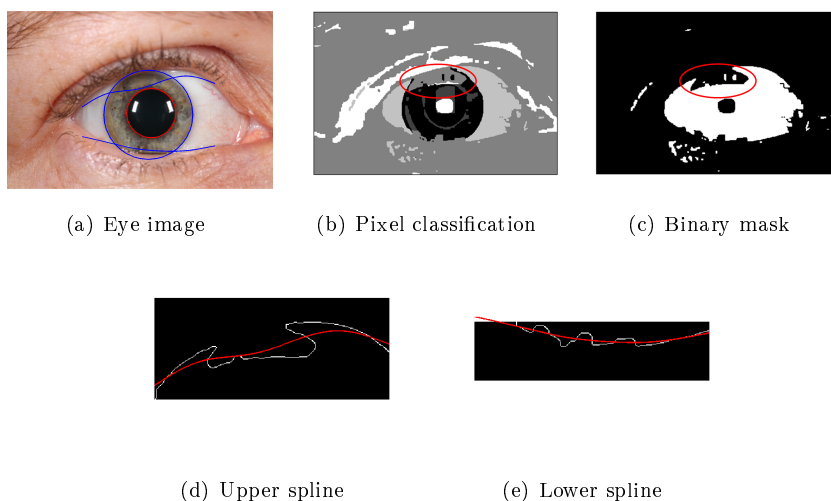 (a) Eye image
(b) Pixel classification
(c) Binary mask
(d) Upper spline
(e) Lower spline